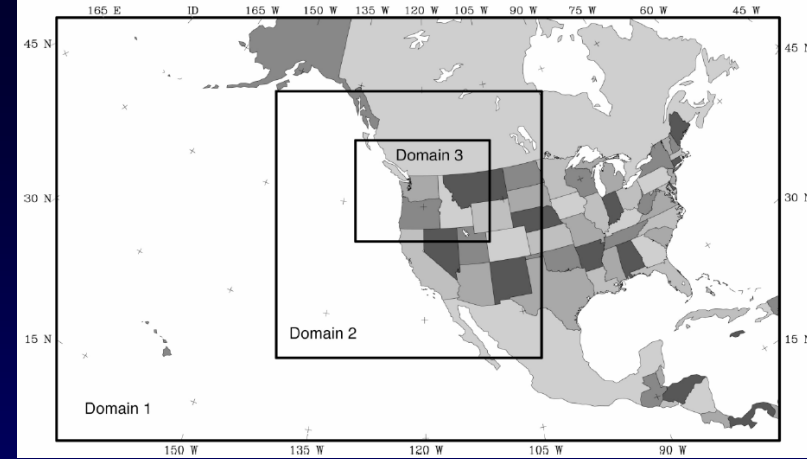 165 E ID 165 W 150 W 135 W 120 W 105 W 90 W 75 W 60 W 45 W
45 N 45 N
Domain 3
30 N 30 N
Domain 2
15 N 15 N
Domain 1
150 W 135 W 120 W 105 W 90 W